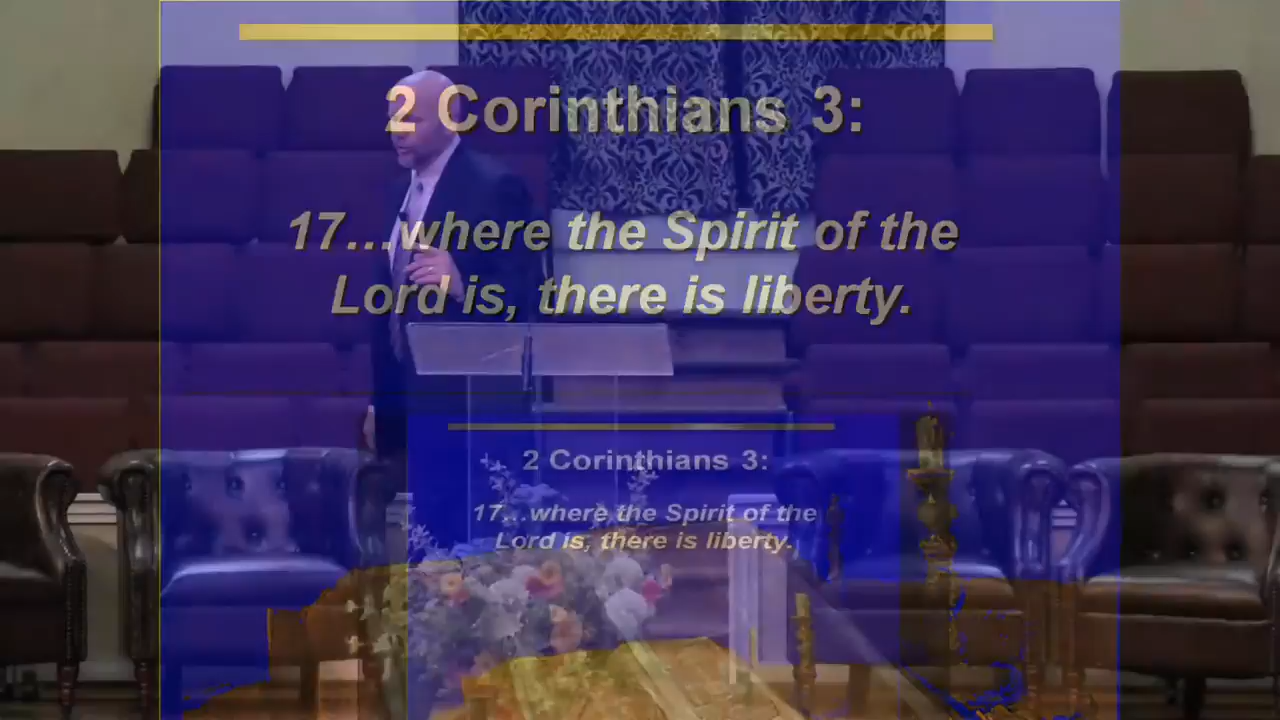 2 Corinthians 3:
17...where the Spirit of the
Lord is, there is liberty.
2 Corinthians 3:
17...where the Spirit of the
Lord is, there is liberty.